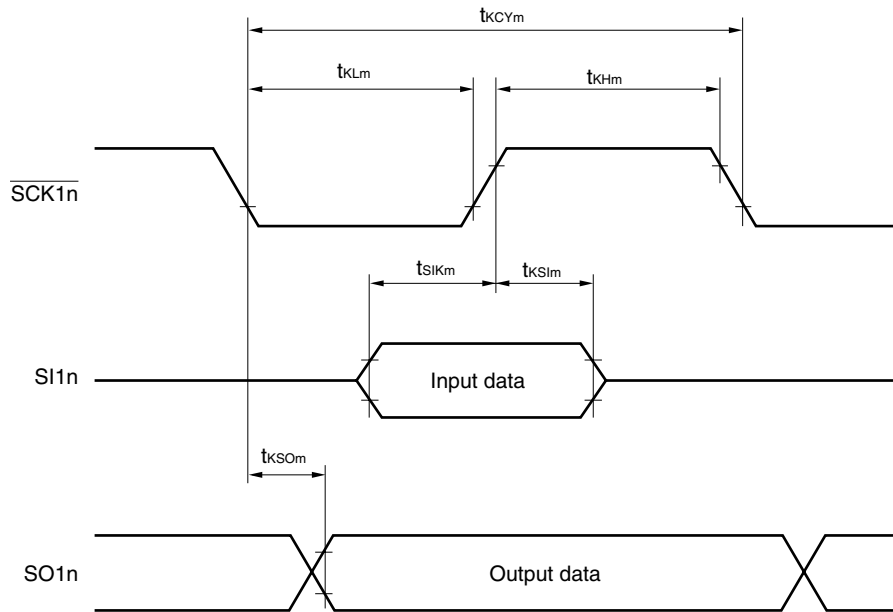 tKCYm
tKLm
tKHm
SCK1n
tSIKm
tKSIm
SI1n
Input data
tKSOm
SO1n
Output data